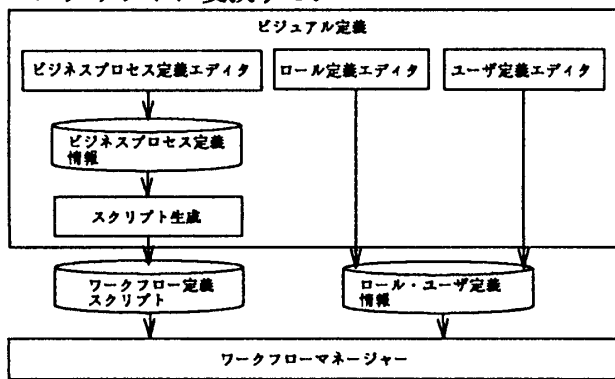 ビジュアル定義
ビジネスプロセス定義エディタ
ロール定義エディタ
ユーザ定義エディタ
ビジネスプロセス定義
情報
スクリプト生成
ワークフロー定義
スクリプト
ロール・ユーザ定義
情報
ワークフローマネージャー